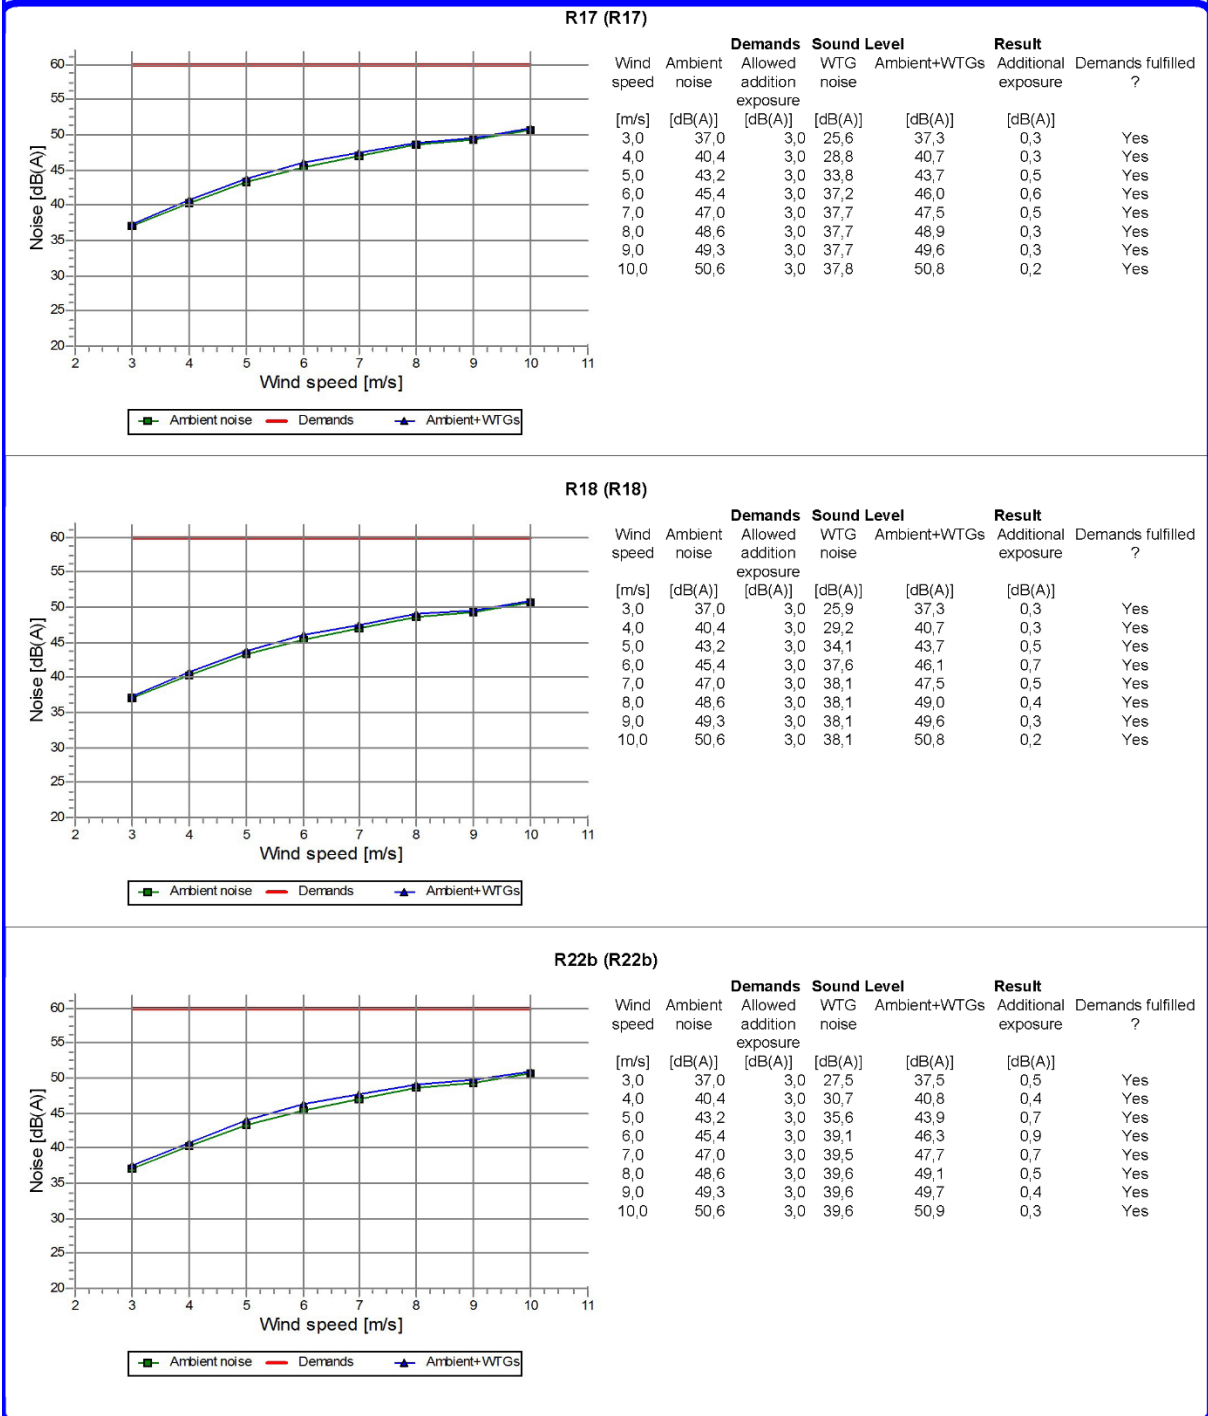 R17 (R17)
60
55
50
45
40
35
30
25
20
2 3 4 5 6 7 8 9 10 11
Noise [dB(A)]
Wind speed [m/s]
Ambient noise Demands Ambient+WTGs
Demands Sound Level Result
Wind Ambient Allowed WTG Ambient+WTGs Additional Demands fulfilled
speed noise addition noise exposure ?
exposure
[m/s] [dB(A)] [dB(A)] [dB(A)] [dB(A)] [dB(A)]
3,0 37,0 3,0 25,6 37,3 0,3 Yes
4,0 40,4 3,0 28,8 40,7 0,3 Yes
5,0 43,2 3,0 33,8 43,7 0,5 Yes
6,0 45,4 3,0 37,2 46,0 0,6 Yes
7,0 47,0 3,0 37,7 47,5 0,5 Yes
8,0 48,6 3,0 37,7 48,9 0,3 Yes
9,0 49,3 3,0 37,7 49,6 0,3 Yes
10,0 50,6 3,0 37,8 50,8 0,2 Yes
R18 (R18)
60
55
50
45
40
35
30
25
20
2 3 4 5 6 7 8 9 10 11
Noise [dB(A)]
Wind speed [m/s]
Ambient noise Demands Ambient+WTGs
Demands Sound Level Result
Wind Ambient Allowed WTG Ambient+WTGs Additional Demands fulfilled
speed noise addition noise exposure ?
exposure
[m/s] [dB(A)] [dB(A)] [dB(A)] [dB(A)] [dB(A)]
3,0 37,0 3,0 25,9 37,3 0,3 Yes
4,0 40,4 3,0 29,2 40,7 0,3 Yes
5,0 43,2 3,0 34,1 43,7 0,5 Yes
6,0 45,4 3,0 37,6 46,1 0,7 Yes
7,0 47,0 3,0 38,1 47,5 0,5 Yes
8,0 48,6 3,0 38,1 49,0 0,4 Yes
9,0 49,3 3,0 38,1 49,6 0,3 Yes
10,0 50,6 3,0 38,1 50,8 0,2 Yes
R22b (R22b)
60
55
50
45
40
35
30
25
20
2 3 4 5 6 7 8 9 10 11
Noise [dB(A)]
Wind speed [m/s]
Ambient noise Demands Ambient+WTGs
Demands Sound Level Result
Wind Ambient Allowed WTG Ambient+WTGs Additional Demands fulfilled
speed noise addition noise exposure ?
exposure
[m/s] [dB(A)] [dB(A)] [dB(A)] [dB(A)] [dB(A)]
3,0 37,0 3,0 27,5 37,5 0,5 Yes
4,0 40,4 3,0 30,7 40,8 0,4 Yes
5,0 43,2 3,0 35,6 43,9 0,7 Yes
6,0 45,4 3,0 39,1 46,3 0,9 Yes
7,0 47,0 3,0 39,5 47,7 0,7 Yes
8,0 48,6 3,0 39,6 49,1 0,5 Yes
9,0 49,3 3,0 39,6 49,7 0,4 Yes
10,0 50,6 3,0 39,6 50,9 0,3 Yes